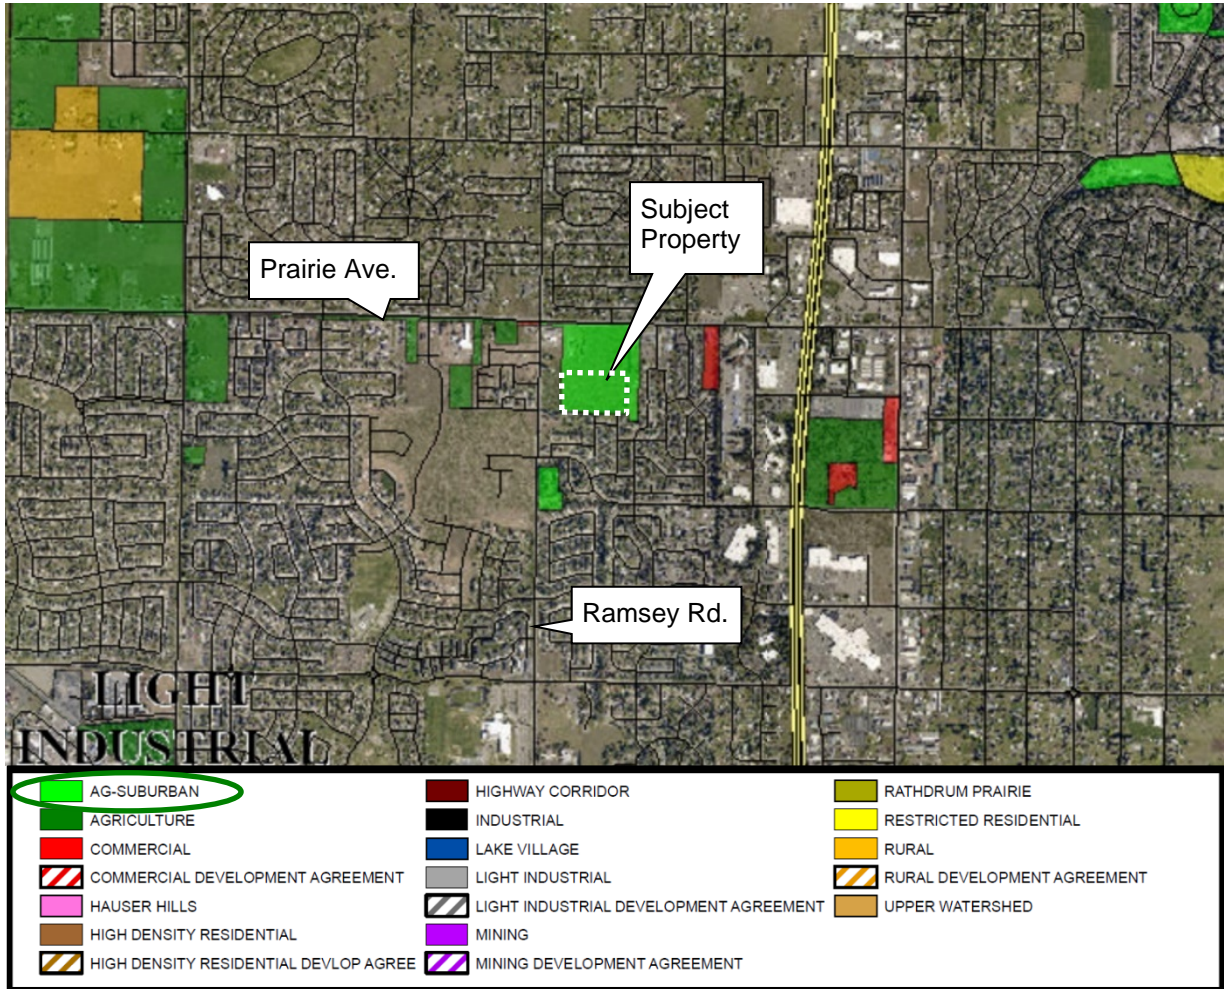 Subject
Property
Prairie Ave.
Ramsey Rd.
LIGHT
INDUSTRIAL
AG-SUBURBAN
AGRICULTURE
COMMERCIAL
COMMERCIAL DEVELOPMENT AGREEMENT
HAUSER HILLS
HIGH DENSITY RESIDENTIAL
HIGH DENSITY RESIDENTIAL DEVLOP AGREE
HIGHWAY CORRIDOR
INDUSTRIAL
LAKE VILLAGE
LIGHT INDUSTRIAL
LIGHT INDUSTRIAL DEVELOPMENT AGREEMENT
MINING
MINING DEVELOPMENT AGREEMENT
RATHDRUM PRAIRIE
RESTRICTED RESIDENTIAL
RURAL
RURAL DEVELOPMENT AGREEMENT
UPPER WATERSHED